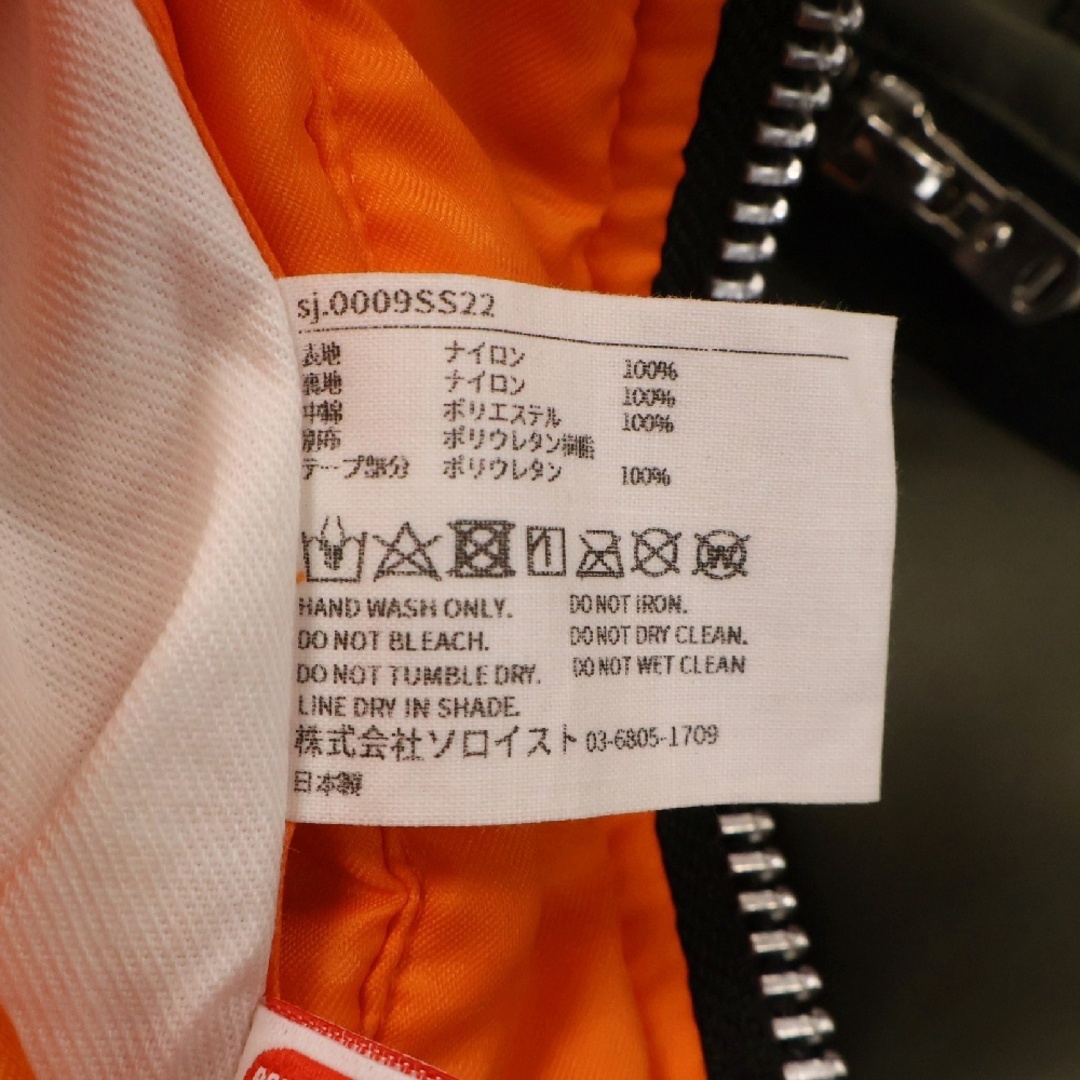 sj.0009SS22
表地 ナイロン 100%
裏地 ナイロン 100%
中綿 ポリエステル 100%
ポリウレタン樹脂
テープ部分 ポリウレタン 100%
W
HAND WASH ONLY. DO NOT IRON.
DO NOT BLEACH. DO NOT DRY CLEAN.
DO NOT TUMBLE DRY. DO NOT WET CLEAN
LINE DRY IN SHADE.
株式会社ソロイスト 03-6805-1709
日本製